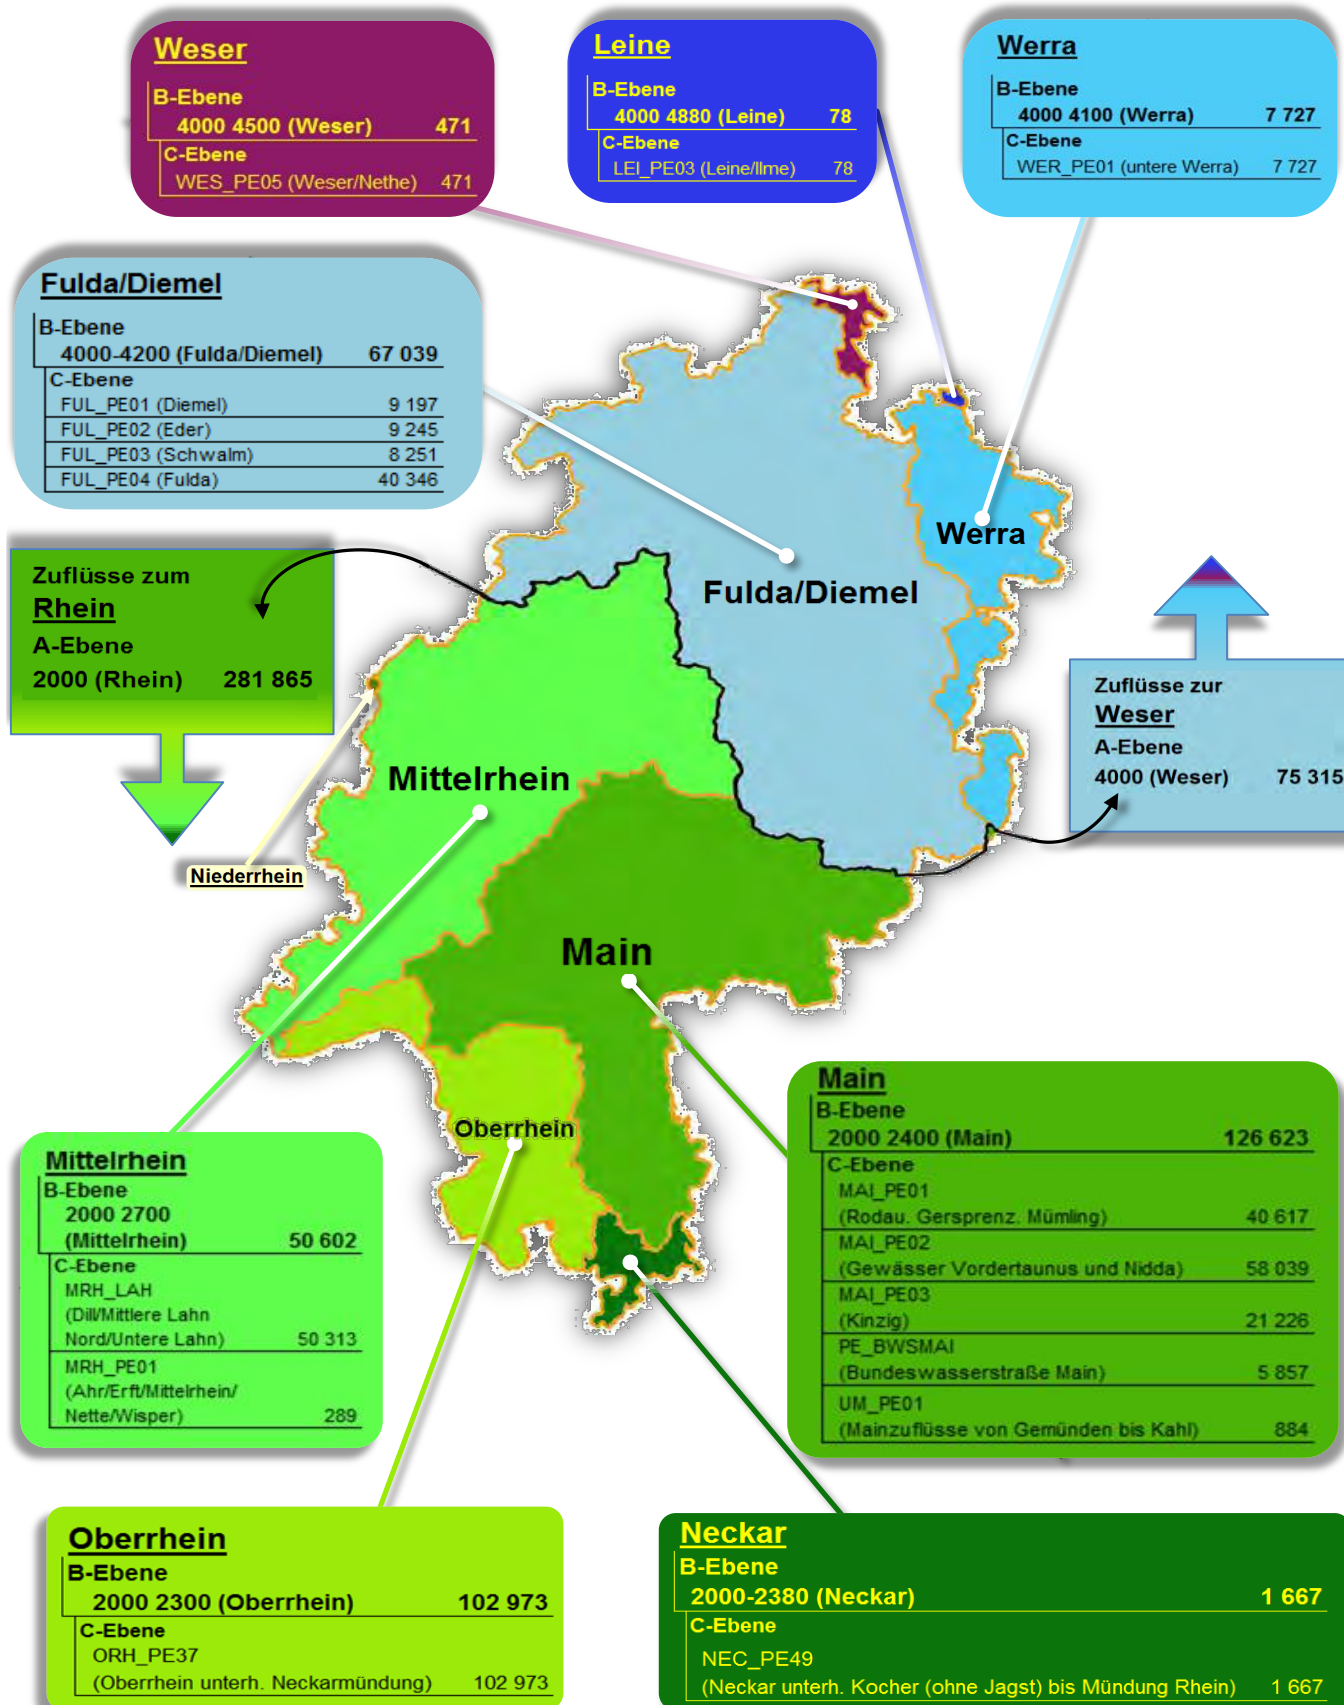 Weser
B-Ebene
4000 4500 (Weser) 471
C-Ebene
WES_PE05 (Weser/Nethe) 471
Leine
B-Ebene
4000 4880 (Leine) 78
C-Ebene
LEI_PE03 (Leine/Ilme) 78
Werra
B-Ebene
4000 4100 (Werra) 7 727
C-Ebene
WER_PE01 (untere Werra) 7 727
Fulda/Diemel
B-Ebene
4000-4200 (Fulda/Diemel) 67 039
C-Ebene
FUL_PE01 (Diemel) 9 197
FUL_PE02 (Eder) 9 245
FUL_PE03 (Schwalm) 8 251
FUL_PE04 (Fulda) 40 346
Werra
Fulda/Diemel
Zuflüsse zum
Rhein
A-Ebene
2000 (Rhein) 281 865
Zuflüsse zur
Weser
A-Ebene
4000 (Weser) 75 315
Mittelrhein
Niederrhein
Main
Oberrhein
Mittelrhein
B-Ebene
2000 2700
(Mittelrhein) 50 602
C-Ebene
MRH_LAH
(Dill/Mittlere Lahn
Nord/Untere Lahn) 50 313
MRH_PE01
(Ahr/Erft/Mittelrhein/
Nette/Wisper) 289
Main
B-Ebene
2000 2400 (Main) 126 623
C-Ebene
MAI_PE01
(Rodau. Gersprenz. Mümling) 40 617
MAI_PE02
(Gewässer Vordertaunus und Nidda) 58 039
MAI_PE03
(Kinzig) 21 226
PE_BWSMAI
(Bundeswasserstraße Main) 5 857
UM_PE01
(Mainzuflüsse von Gemünden bis Kahl) 884
Oberrhein
B-Ebene
2000 2300 (Oberrhein) 102 973
C-Ebene
ORH_PE37
(Oberrhein unterh. Neckarmündung) 102 973
Neckar
B-Ebene
2000-2380 (Neckar) 1 667
C-Ebene
NEC_PE49
(Neckar unterh. Kocher (ohne Jagst) bis Mündung Rhein) 1 667